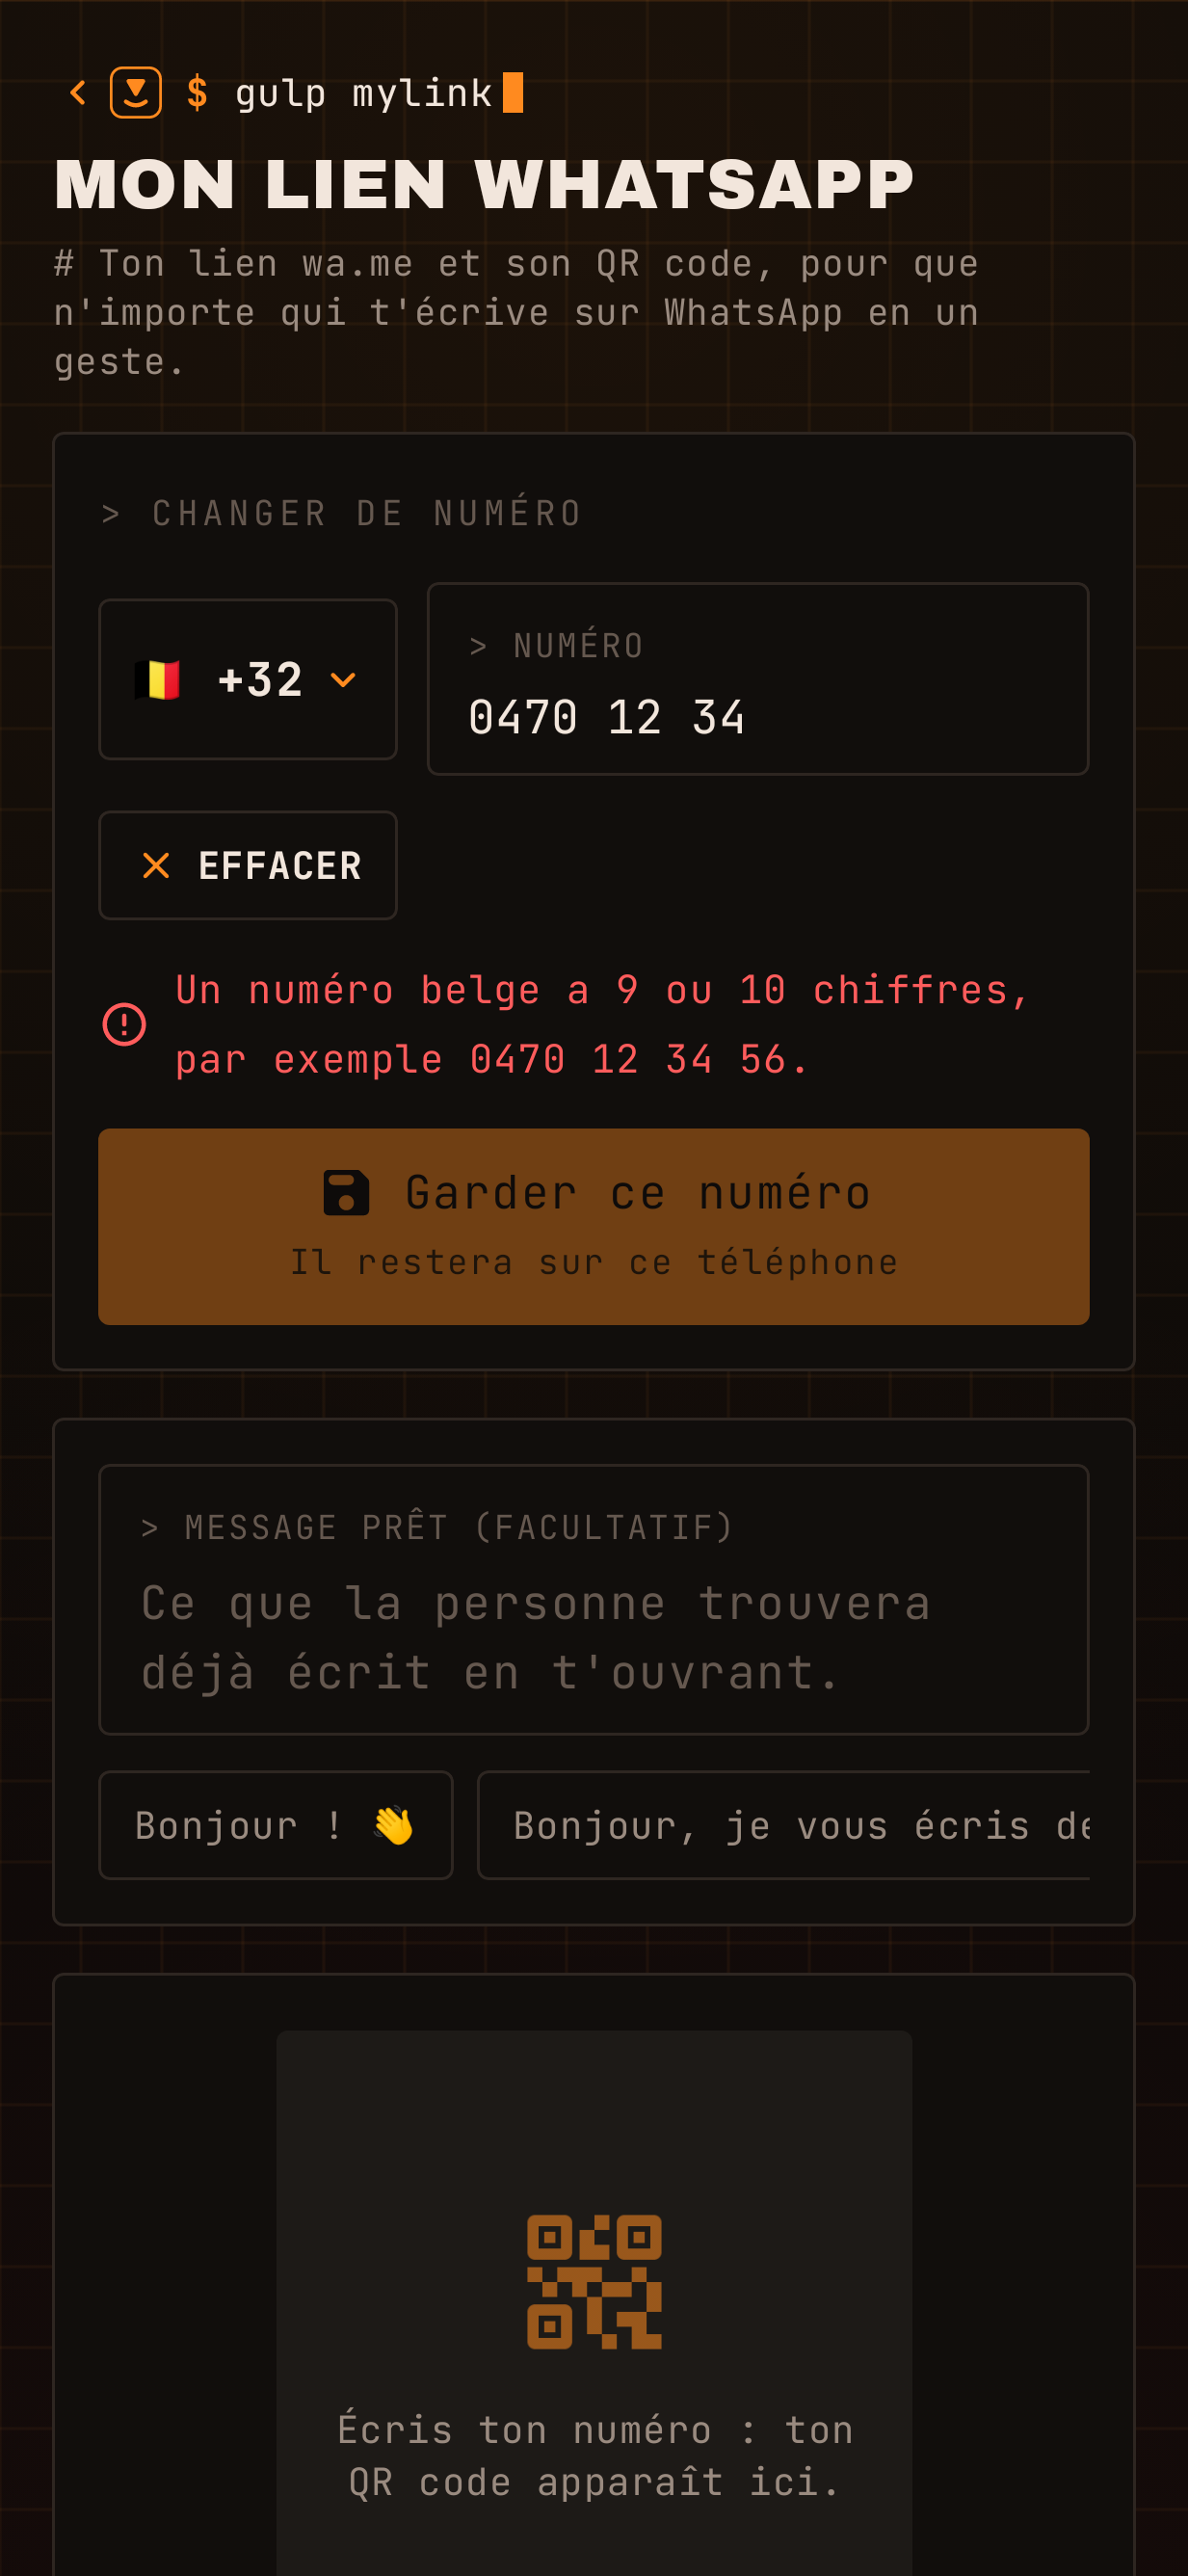 $ gulp mylink
MON LIEN WHATSAPP
# Ton lien wa.me et son QR code, pour que
n'importe qui t'écrive sur WhatsApp en un
geste.
> CHANGER DE NUMÉRO
+32
> NUMÉRO
0470 12 34
EFFACER
Un numéro belge a 9 ou 10 chiffres,
par exemple 0470 12 34 56.
Garder ce numéro
Il restera sur ce téléphone
> MESSAGE PRÊT (FACULTATIF)
Ce que la personne trouvera
déjà écrit en t'ouvrant.
Bonjour ! 👋
Bonjour, je vous écris de
Écris ton numéro : ton
QR code apparaît ici.